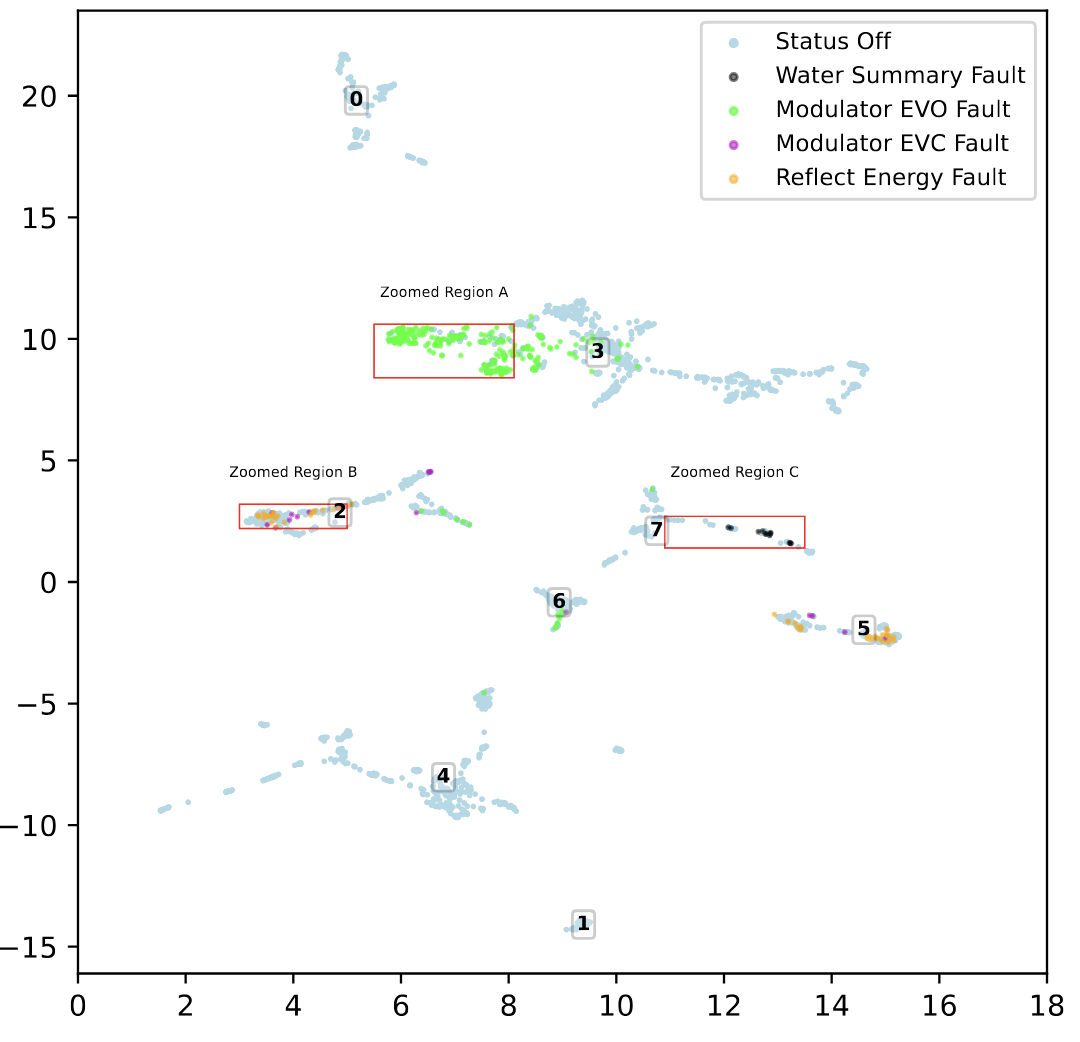 Status Off
Water Summary Fault
Modulator EVO Fault
Modulator EVC Fault
Reflect Energy Fault
20
0
15
Zoomed Region A
10
3
5
Zoomed Region B
Zoomed Region C
2
7
0
6
5
−5
4
−10
1
−15
0 2 4 6 8 10 12 14 16 18